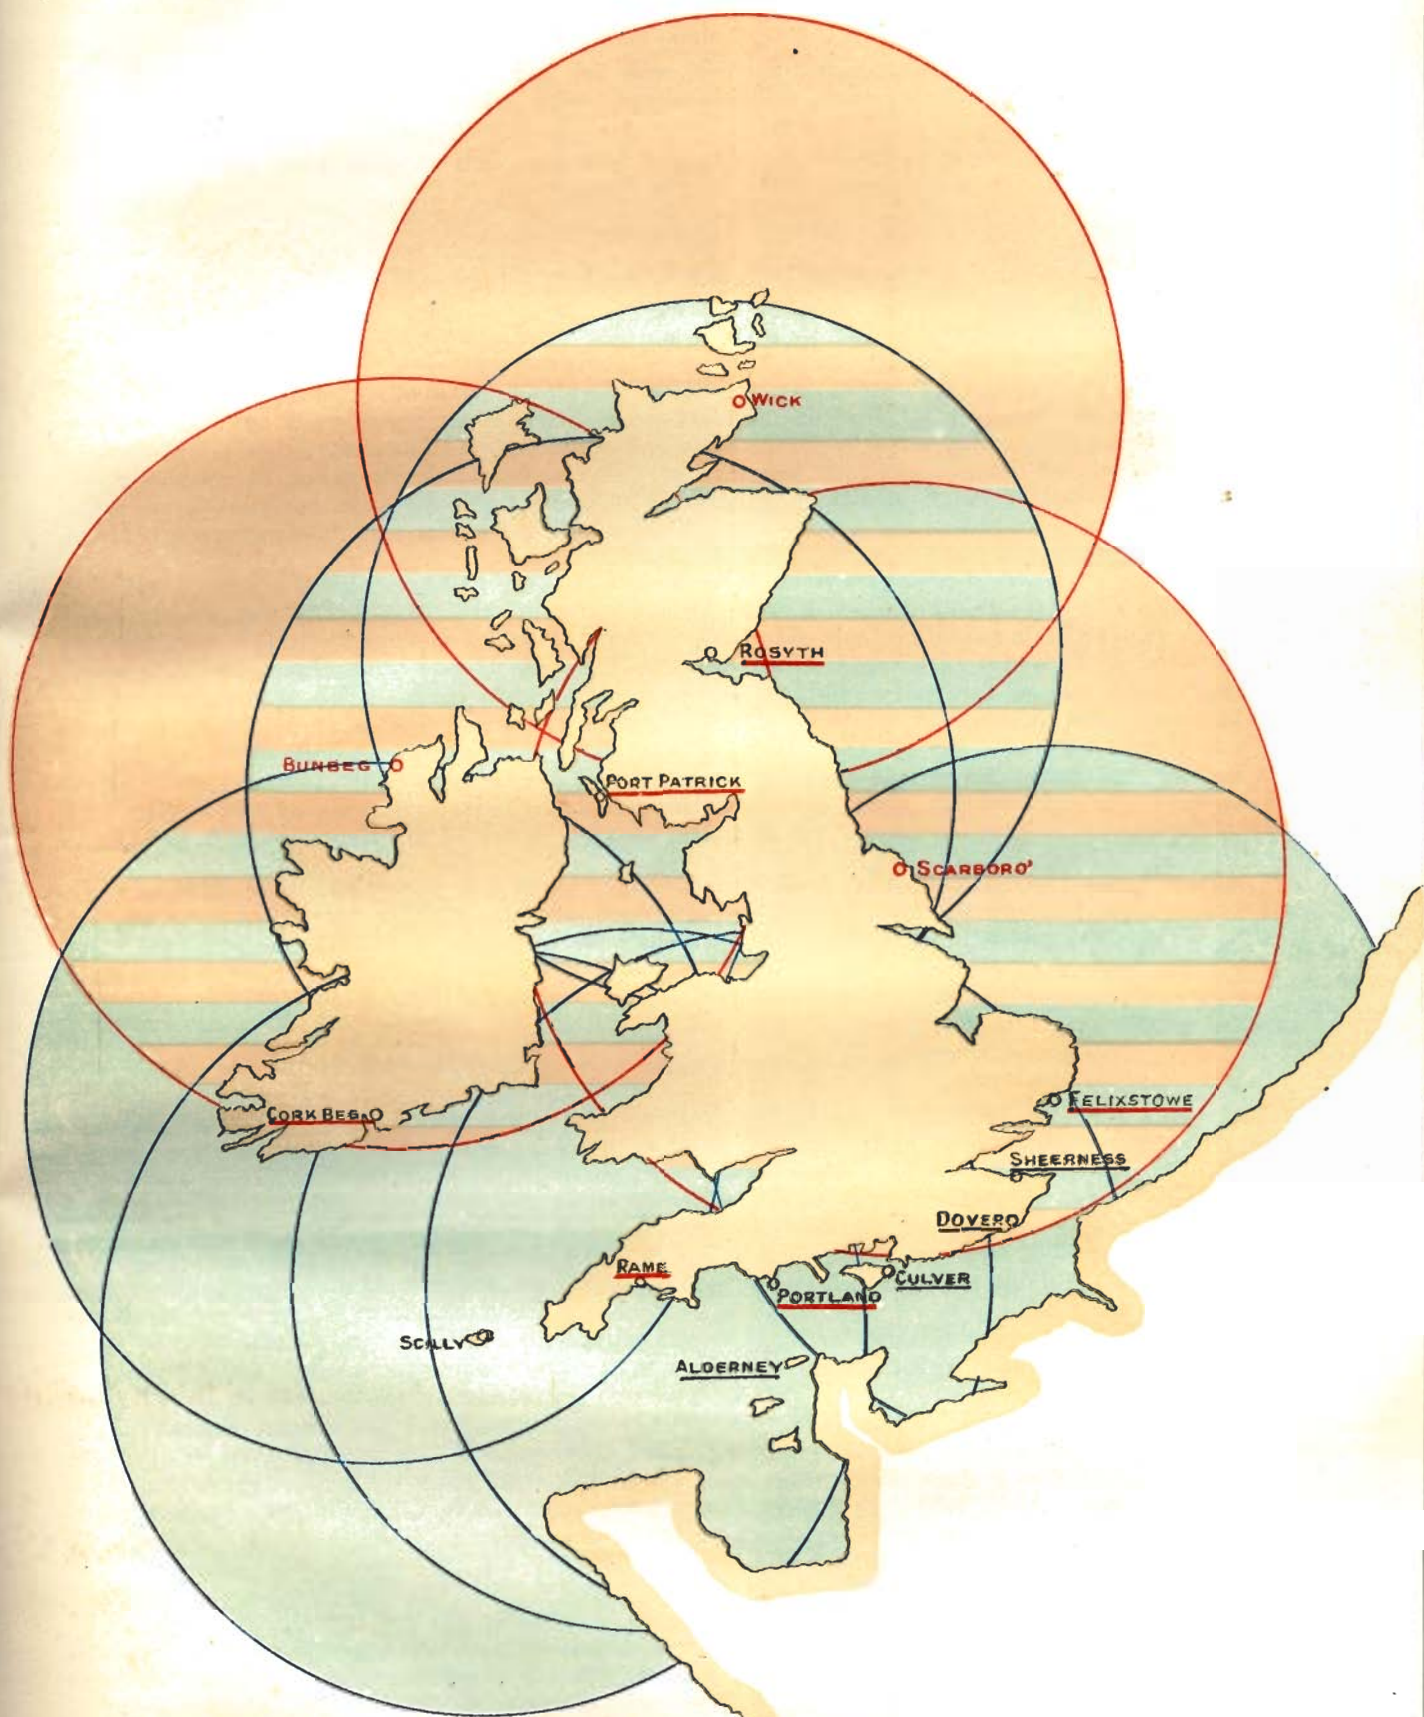 WICK
ROSYTH
BUNBEG
PORT PATRICK
SCARBORO'
CORK BEG
FELIXSTOWE
SHEERNESS
DOVER
RAME
CULVER
PORTLAND
SCILLY
ALDERNEY